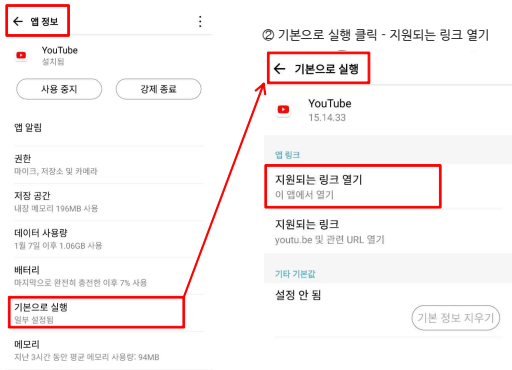 앱 정보
YouTube
설치됨
사용 중지
강제 종료
앱 알림
권한
마이크, 저장소 및 카메라
저장 공간
내장 메모리 196MB 사용
데이터 사용량
1월 7일 이후 1.06GB 사용
배터리
마지막으로 완전히 충전한 이후 7% 사용
기본으로 실행
일부 설정됨
메모리
지난 3시간 동안 평균 메모리 사용량: 94MB
② 기본으로 실행 클릭 - 지원되는 링크 열기
기본으로 실행
YouTube
15.14.33
앱 링크
지원되는 링크 열기
이 앱에서 열기
지원되는 링크
youtu.be 및 관련 URL 열기
기타 기본값
설정 안 됨
기본 정보 지우기